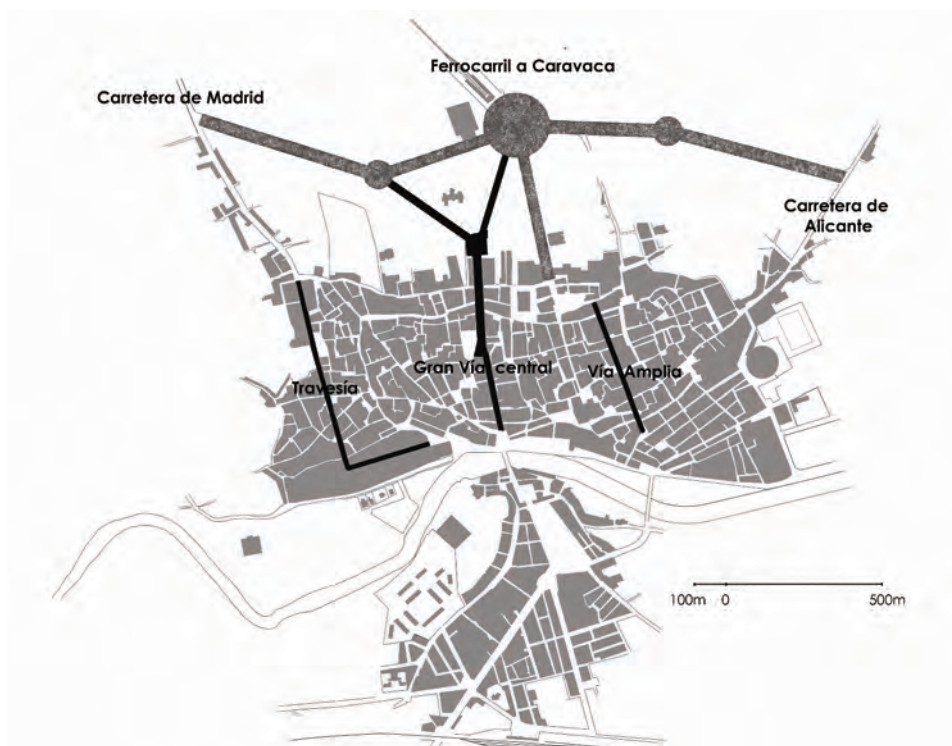 Ferrocarril a Caravaca
Carretera de Madrid
Carretera de
Alicante
Gran Vía central
Vía Amplia
Travesía
100m 0 500m